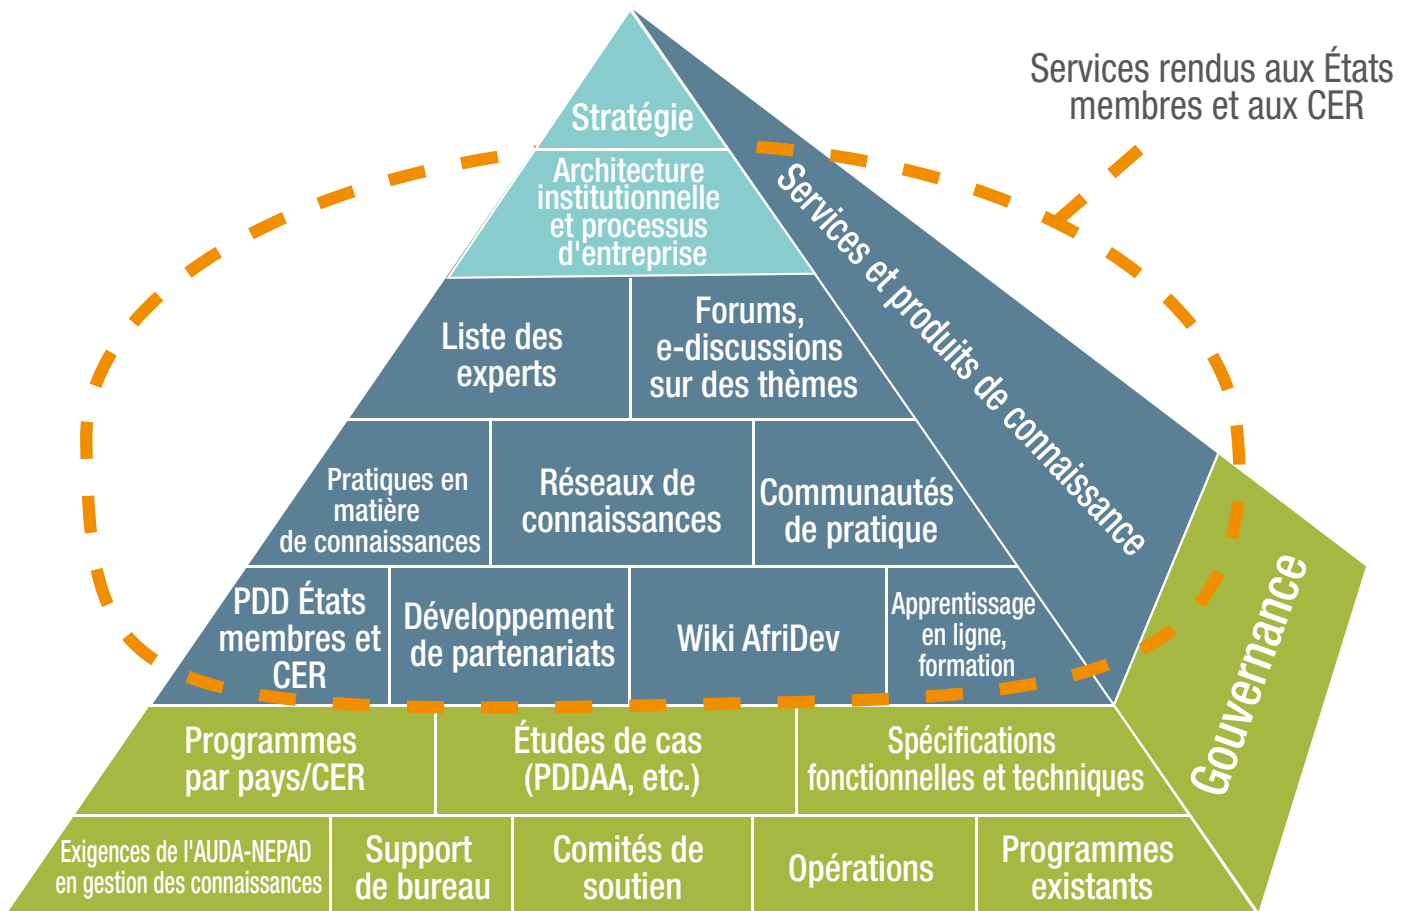 Services rendus aux États
membres et aux CER
Stratégie
Architecture
institutionnelle
et processus
d'entreprise
Services et produits de connaissance
Liste des
experts
Forums,
e-discussions
sur des thèmes
Pratiques en
matière
de connaissances
Réseaux de
connaissances
Communautés
de pratique
PDD États
membres et
CER
Développement
de partenariats
Wiki AfriDev
Apprentissage
en ligne,
formation
Gouvernance
Programmes
par pays/CER
Études de cas
(PDDAA, etc.)
Spécifications
fonctionnelles et techniques
Exigences de l'AUDA-NEPAD
en gestion des connaissances
Support
de bureau
Comités de
soutien
Opérations
Programmes
existants